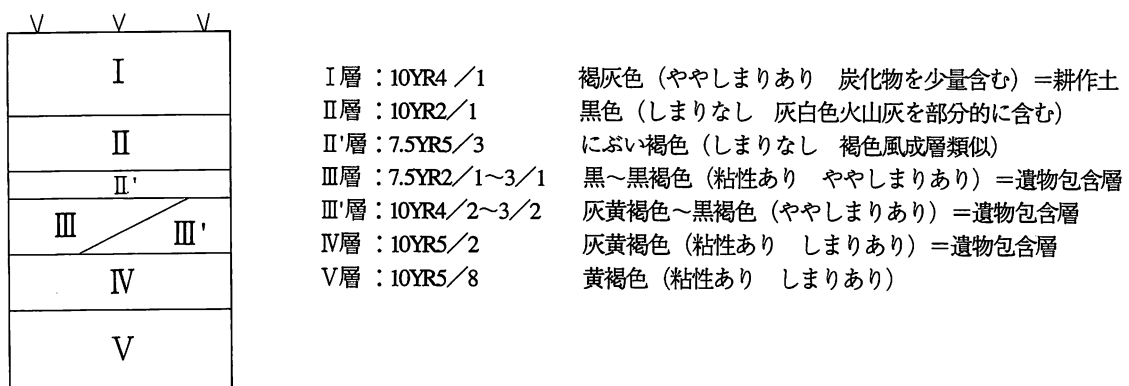 Ⅰ
Ⅱ
Ⅱ'
Ⅲ
Ⅲ'
Ⅳ
Ⅴ
Ⅰ層：10YR4／1 褐灰色（ややしまりあり 炭化物を少量含む）＝耕作土
Ⅱ層：10YR2／1 黒色（しまりなし 灰白色火山灰を部分的に含む）
Ⅱ'層：7.5YR5／3 にぶい褐色（しまりなし 褐色風成層類似）
Ⅲ層：7.5YR2／1～3／1 黒～黒褐色（粘性あり ややしまりあり）＝遺物包含層
Ⅲ'層：10YR4／2～3／2 灰黄褐色～黒褐色（ややしまりあり）＝遺物包含層
Ⅳ層：10YR5／2 灰黄褐色（粘性あり しまりあり）＝遺物包含層
Ⅴ層：10YR5／8 黄褐色（粘性あり しまりあり）